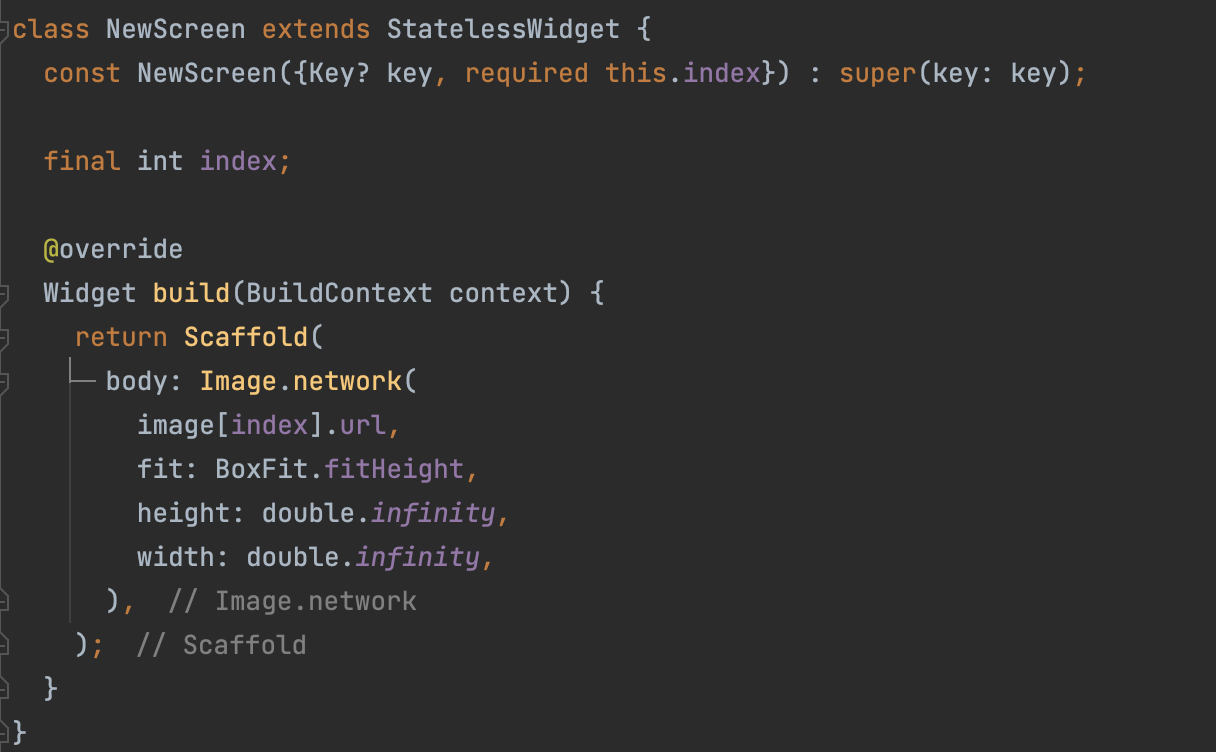 class NewScreen extends StatelessWidget {
  const NewScreen({Key? key, required this.index}) : super(key: key);
  final int index;
  @override
  Widget build(BuildContext context) {
    return Scaffold(
      body: Image.network(
        image[index].url,
        fit: BoxFit.fitHeight,
        height: double.infinity,
        width: double.infinity,
      ), // Image.network
    ); // Scaffold
  }
}